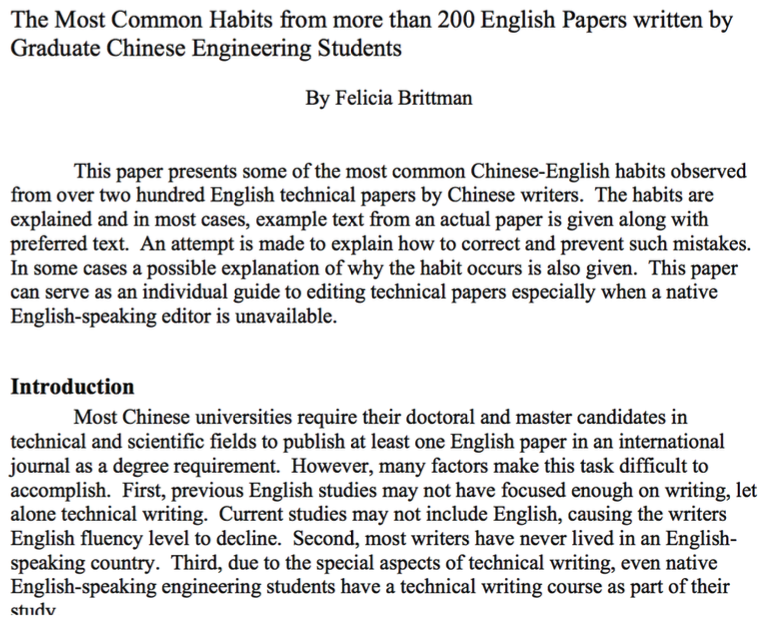 The Most Common Habits from more than 200 English Papers written by
Graduate Chinese Engineering Students
By Felicia Brittman
This paper presents some of the most common Chinese-English habits observed
from over two hundred English technical papers by Chinese writers.  The habits are
explained and in most cases, example text from an actual paper is given along with
preferred text.  An attempt is made to explain how to correct and prevent such mistakes.
In some cases a possible explanation of why the habit occurs is also given.  This paper
can serve as an individual guide to editing technical papers especially when a native
English-speaking editor is unavailable.
Introduction
Most Chinese universities require their doctoral and master candidates in
technical and scientific fields to publish at least one English paper in an international
journal as a degree requirement.  However, many factors make this task difficult to
accomplish.  First, previous English studies may not have focused enough on writing, let
alone technical writing.  Current studies may not include English, causing the writers
English fluency level to decline.  Second, most writers have never lived in an English-
speaking country.  Third, due to the special aspects of technical writing, even native
English-speaking engineering students have a technical writing course as part of their
study